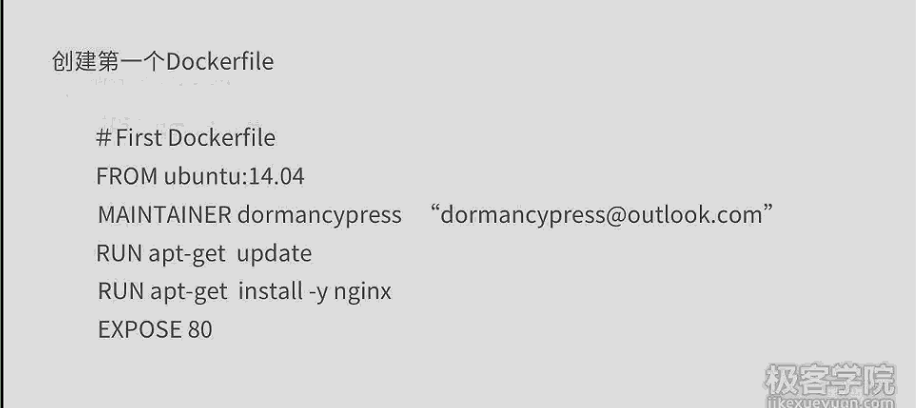 创建第一个Dockerfile
#First Dockerfile
FROM ubuntu:14.04
MAINTAINER dormancypress “dormancypress@outlook.com”
RUN apt-get update
RUN apt-get install -y nginx
EXPOSE 80
极客学院
jikexueyuan.com